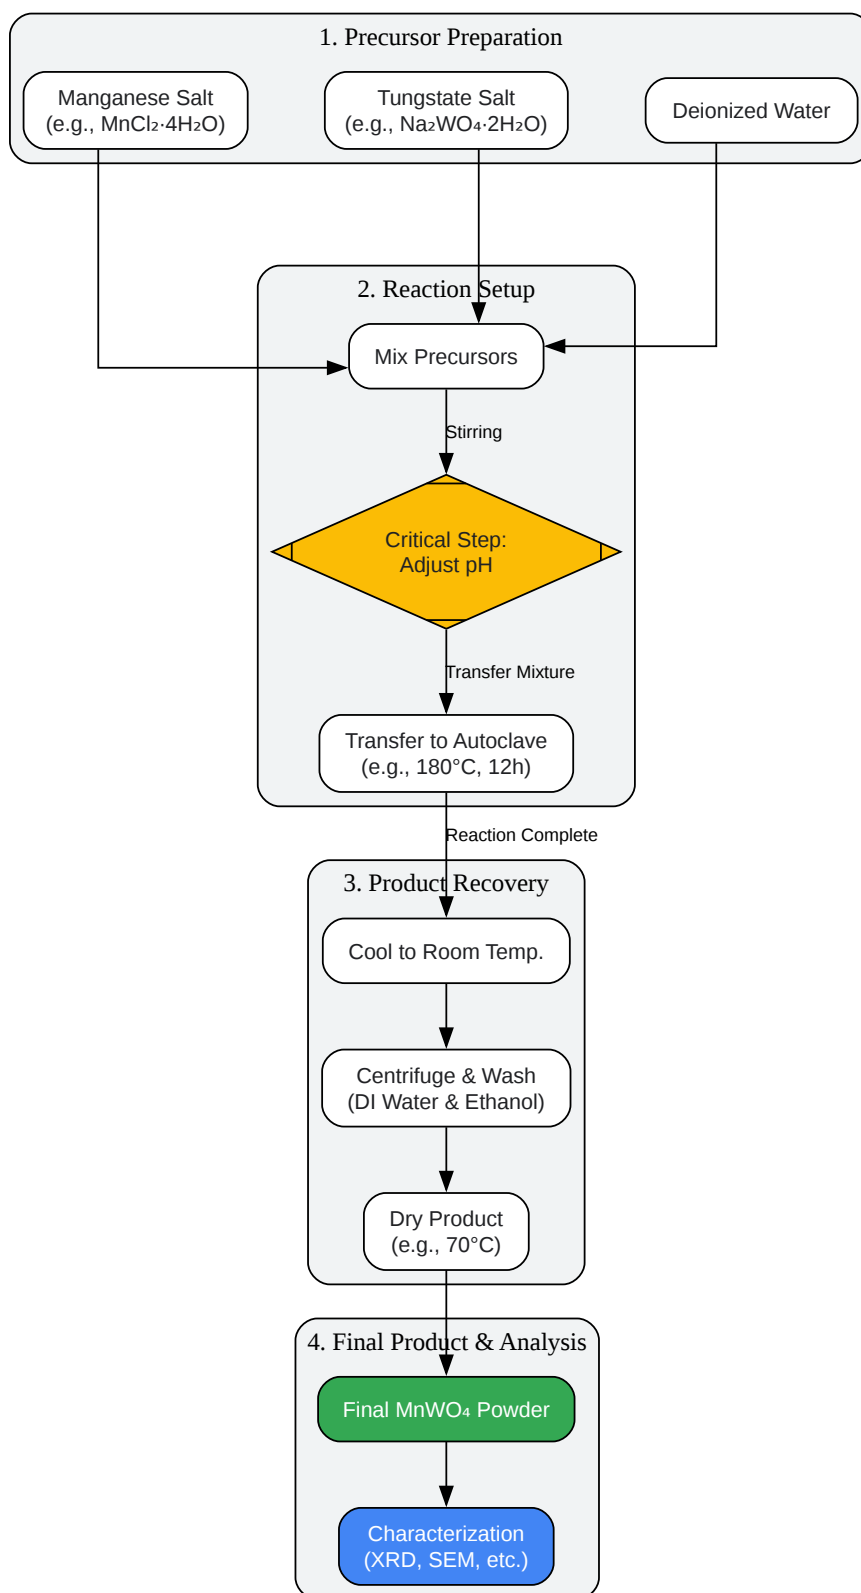 1. Precursor Preparation
Manganese Salt
(e.g., MnCl₂·4H₂O)
Tungstate Salt
(e.g., Na₂WO₄·2H₂O)
Deionized Water
2. Reaction Setup
Mix Precursors
Stirring
Critical Step:
Adjust pH
Transfer Mixture
Transfer to Autoclave
(e.g., 180°C, 12h)
Reaction Complete
3. Product Recovery
Cool to Room Temp.
Centrifuge & Wash
(DI Water & Ethanol)
Dry Product
(e.g., 70°C)
4. Final Product & Analysis
Final MnWO₄ Powder
Characterization
(XRD, SEM, etc.)